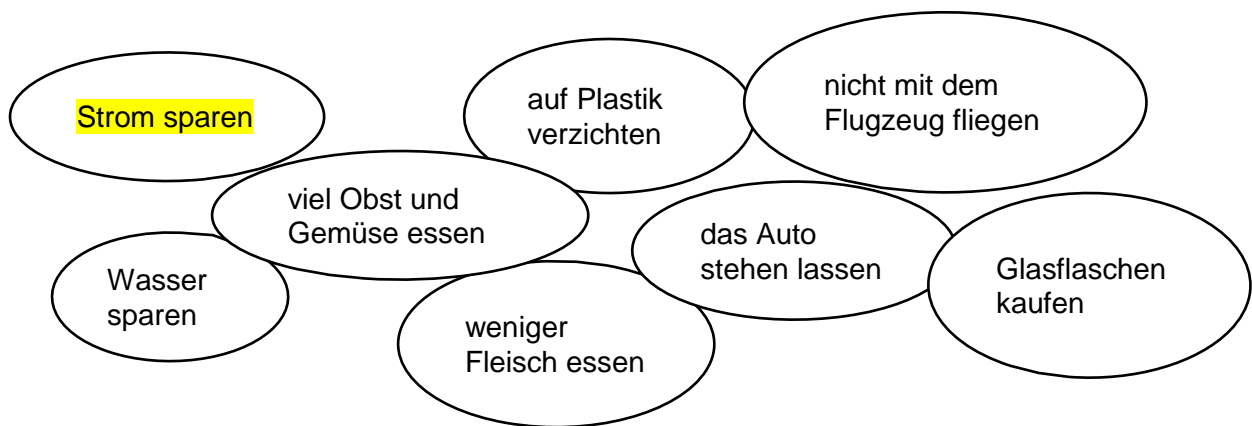 Strom sparen
auf Plastik
verzichten
nicht mit dem
Flugzeug fliegen
viel Obst und
Gemüse essen
das Auto
stehen lassen
Glasflaschen
kaufen
Wasser
sparen
weniger
Fleisch essen